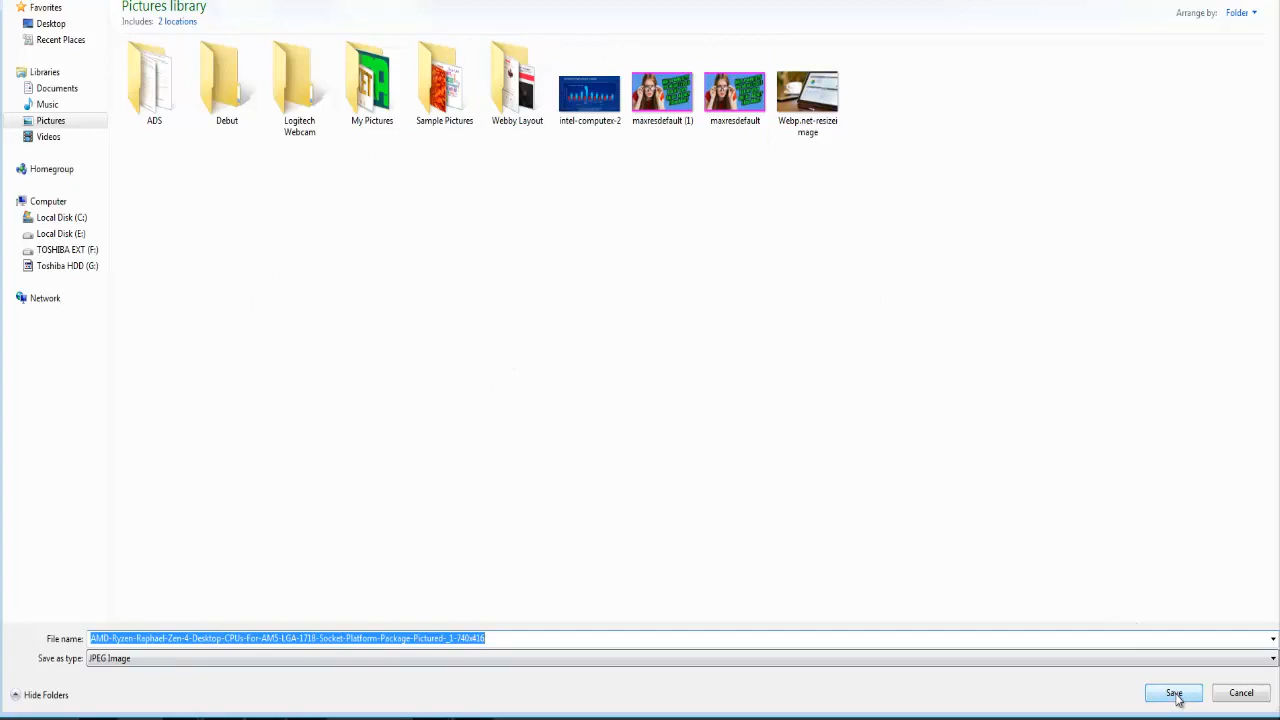 Favorites
Desktop
Recent Places
Libraries
Documents
Music
Pictures
Videos
Homegroup
Computer
Local Disk (C:)
Local Disk (E:)
TOSHIBA EXT (F:)
Toshiba HDD (G:)
Network
Pictures library
Includes: 2 locations
Arrange by: Folder
ADS
Debut
Logitech
Webcam
My Pictures
Sample Pictures
Webby Layout
intel-computex-2
maxresdefault (1)
maxresdefault
Webp.net-resizei
mage
File name: AMD-Ryzen-Raphael-Zen-4-Desktop-CPUs-For-AM5-LGA-1718-Socket-Platform-Package-Pictured-_1-740x416
Save as type: JPEG Image
Hide Folders
Save
Cancel